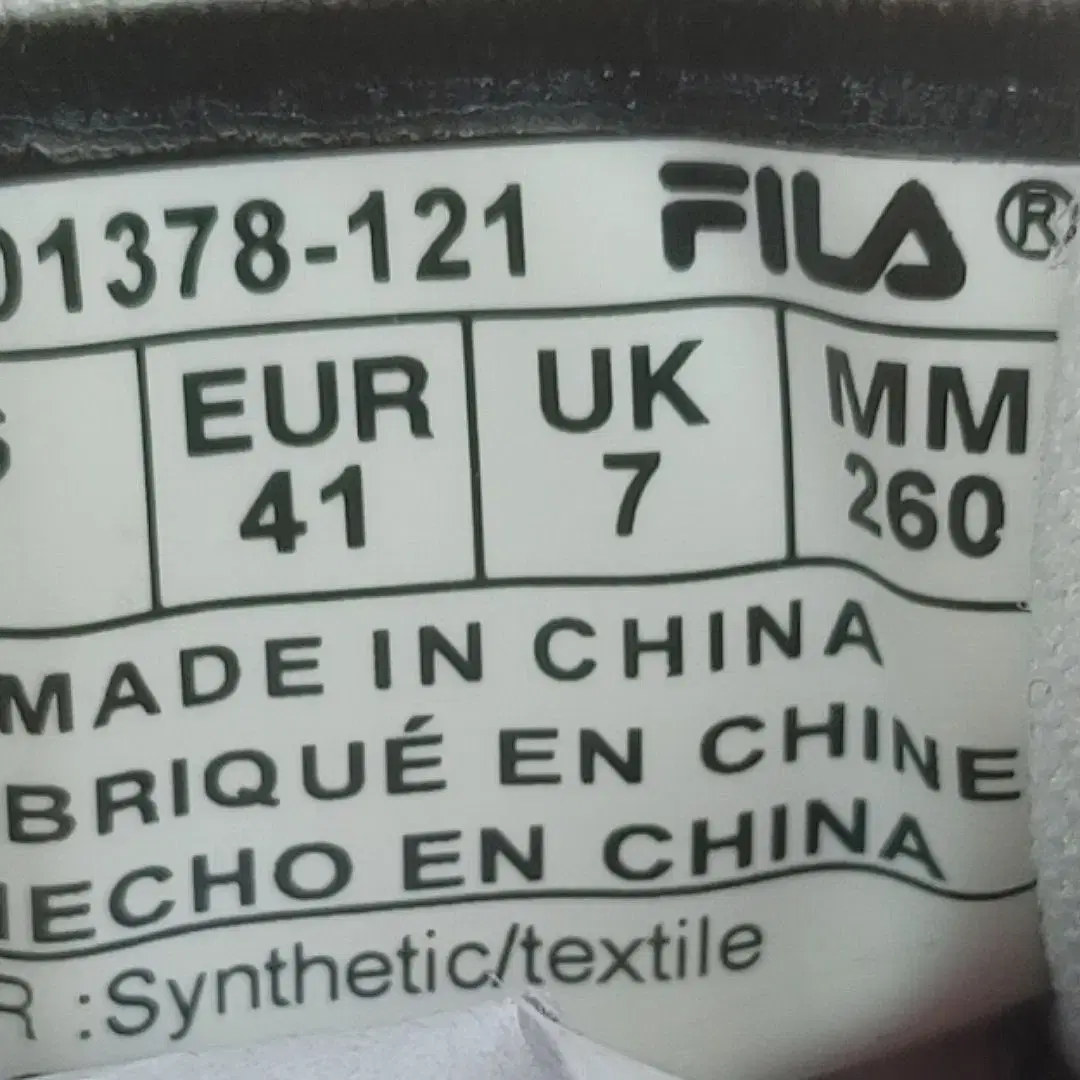 01378-121 FILA®
EUR UK MM
41 7 260
MADE IN CHINA
BRIQUÉ EN CHINE
HECHO EN CHINA
R :Synthetic/textile